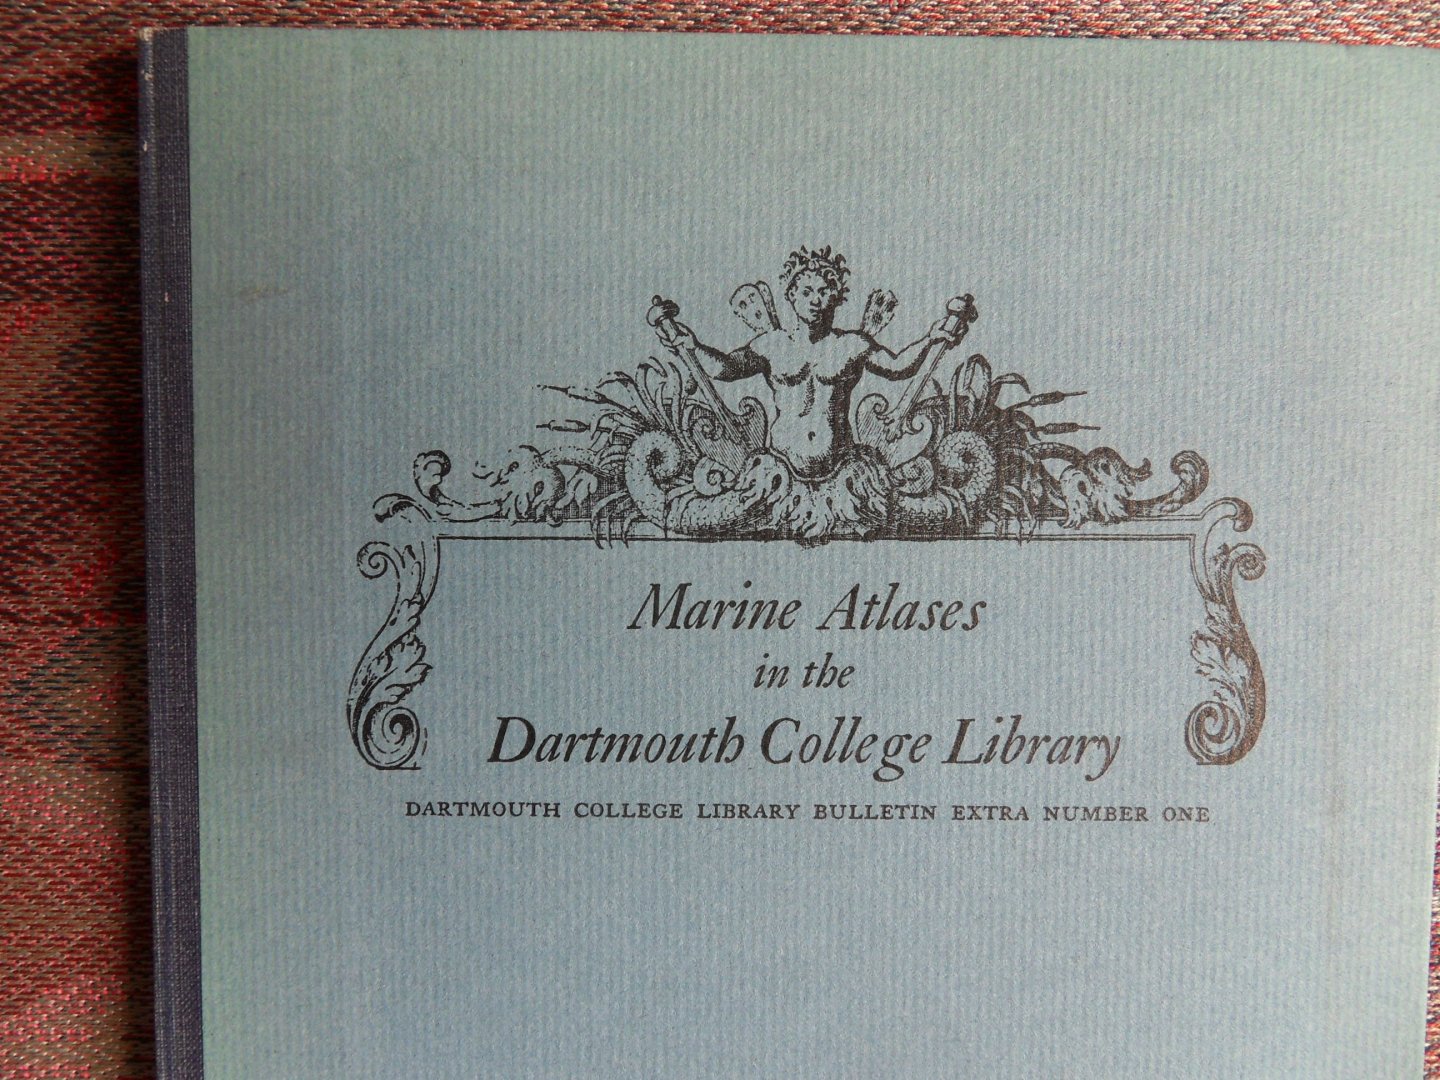 Marine Atlases
in the
Dartmouth College Library
DARTMOUTH COLLEGE LIBRARY BULLETIN EXTRA NUMBER ONE